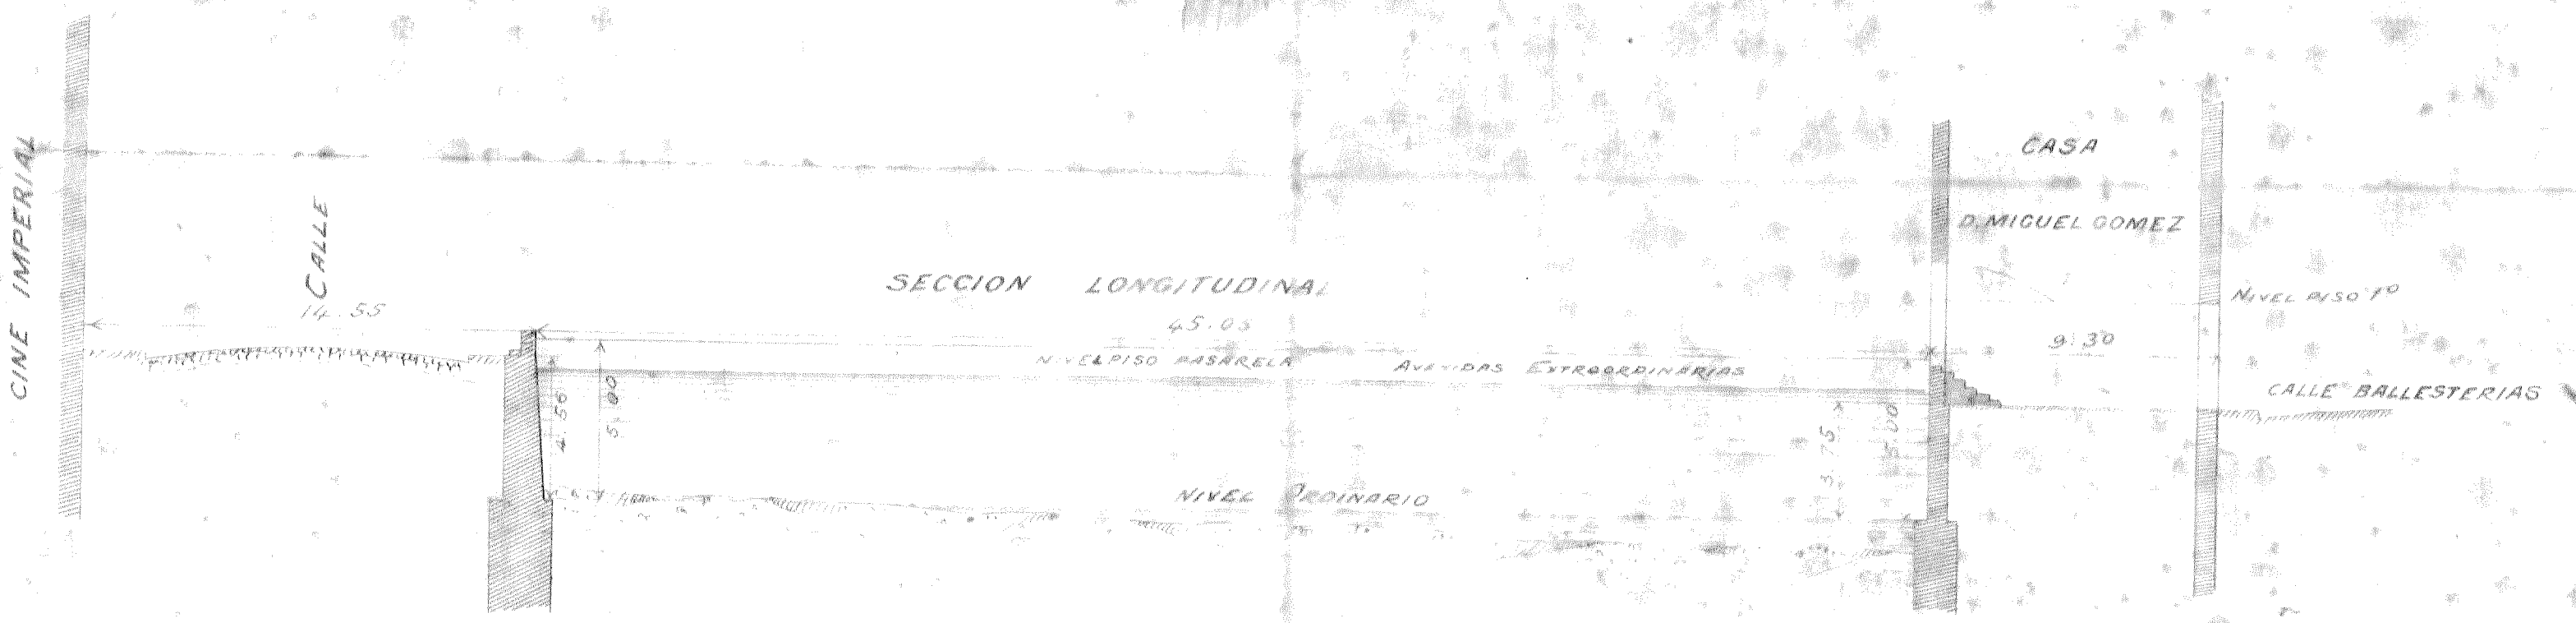 CINE IMPERIAL
CALLE
14.55
SECCION LONGITUDINAL
45.05
NIVEL PISO PASARELA
AVENIDAS EXTRAORDINARIAS
4.50
5.00
NIVEL ORDINARIO
3.75
5.00
CASA
D. MIGUEL GOMEZ
NIVEL PISO 1º
9.30
CALLE BALLESTERIAS